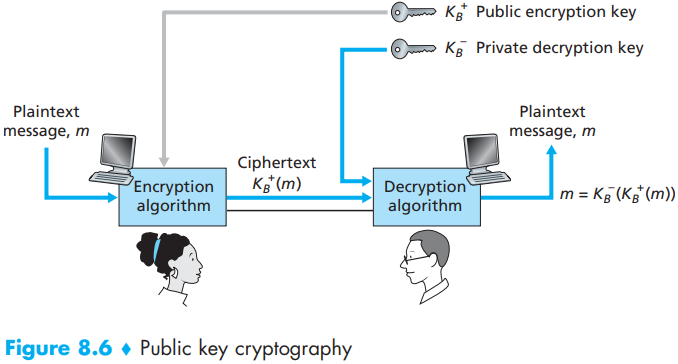 K_B^+ Public encryption key
K_B^- Private decryption key
Plaintext
message, m
Plaintext
message, m
Ciphertext
K_B^+(m)
Encryption
algorithm
Decryption
algorithm
m = K_B^-(K_B^+(m))
Figure 8.6 ♦ Public key cryptography